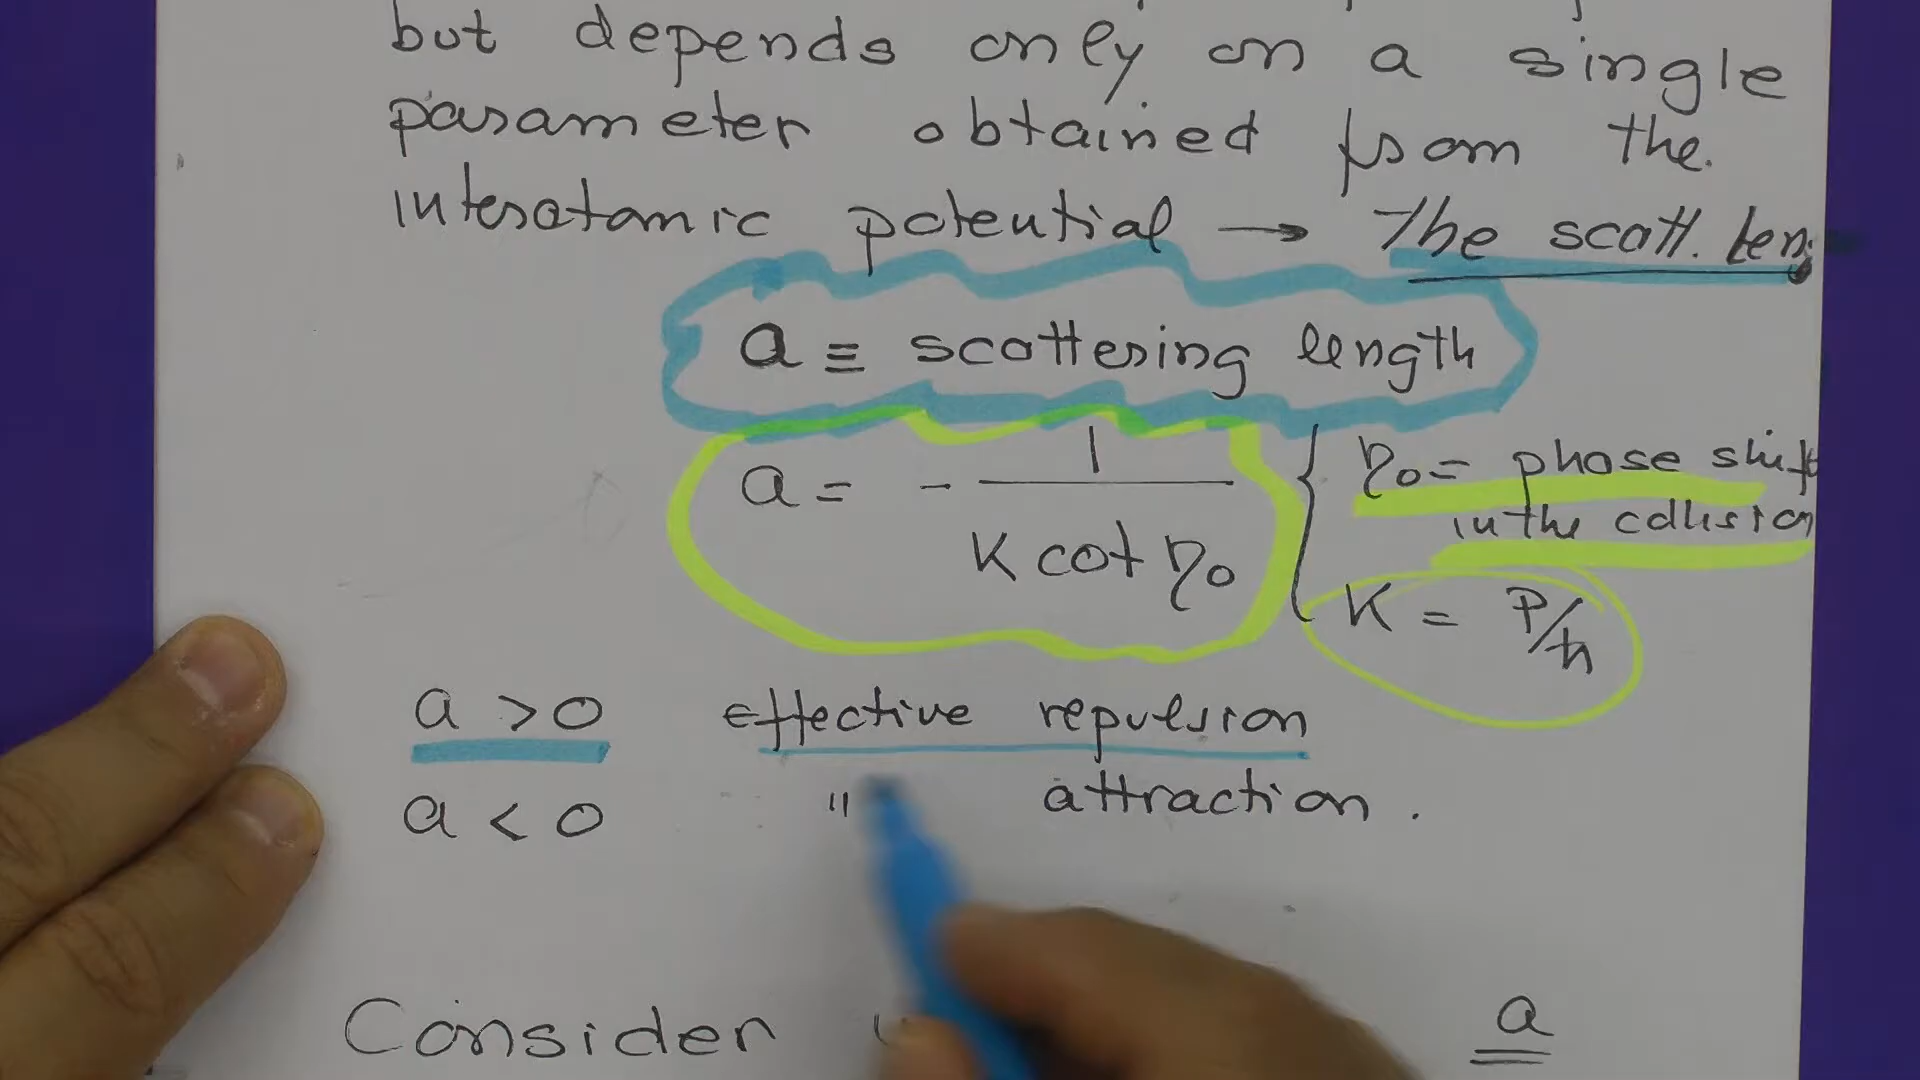 but depends only on a single
parameter obtained from the
interatomic potential → The scatt. len
a ≡ scattering length
a = - 1 / K cot η0
η0 = phase shift
in the collision
K = P/ħ
a > 0 effective repulsion
a < 0 " attraction.
Consider a